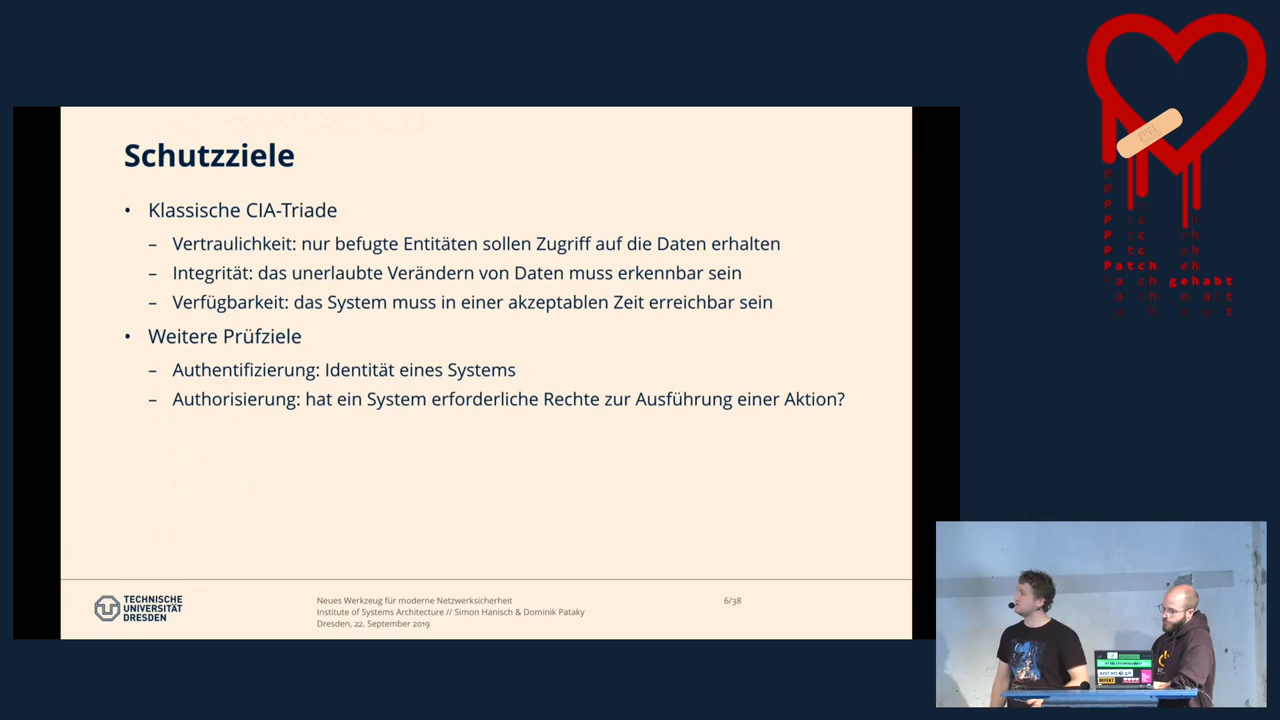 Schutzziele
• Klassische CIA-Triade
– Vertraulichkeit: nur befugte Entitäten sollen Zugriff auf die Daten erhalten
– Integrität: das unerlaubte Verändern von Daten muss erkennbar sein
– Verfügbarkeit: das System muss in einer akzeptablen Zeit erreichbar sein
• Weitere Prüfziele
– Authentifizierung: Identität eines Systems
– Authorisierung: hat ein System erforderliche Rechte zur Ausführung einer Aktion?
TECHNISCHE
UNIVERSITÄT
DRESDEN
Neues Werkzeug für moderne Netzwerksicherheit
Institute of Systems Architecture // Simon Hanisch & Dominik Pataky
Dresden, 22. September 2019
6/38
Patch gehabt
DEFEKT